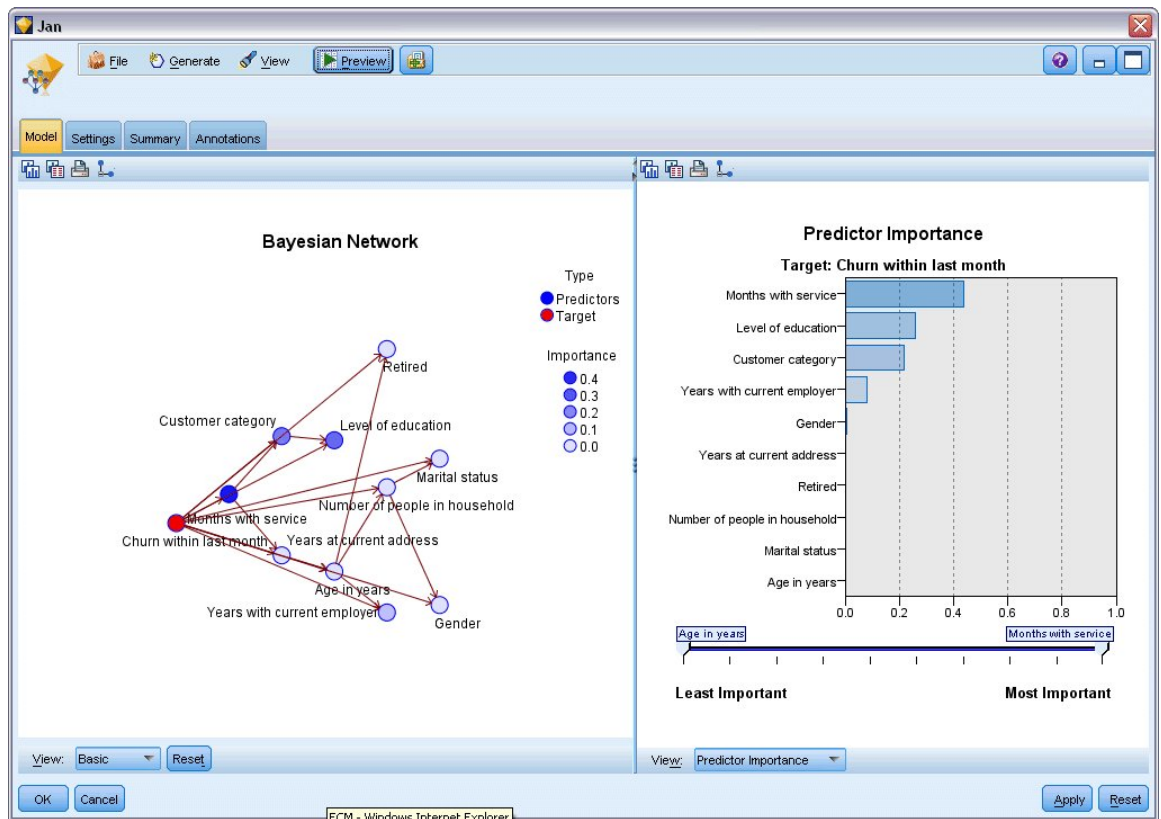 Jan
File Generate View Preview
Model Settings Summary Annotations
Bayesian Network
Type
Predictors
Target
Importance
0.4
0.3
0.2
0.1
0.0
Retired
Customer category
Level of education
Marital status
Number of people in household
Months with service
Churn within last month
Years at current address
Age in years
Years with current employer
Gender
View: Basic Reset
Predictor Importance
Target: Churn within last month
Months with service
Level of education
Customer category
Years with current employer
Gender
Years at current address
Retired
Number of people in household
Marital status
Age in years
0.0 0.2 0.4 0.6 0.8 1.0
Age in years Months with service
Least Important Most Important
View: Predictor Importance
OK Cancel Apply Reset
ECM - Windows Internet Explorer